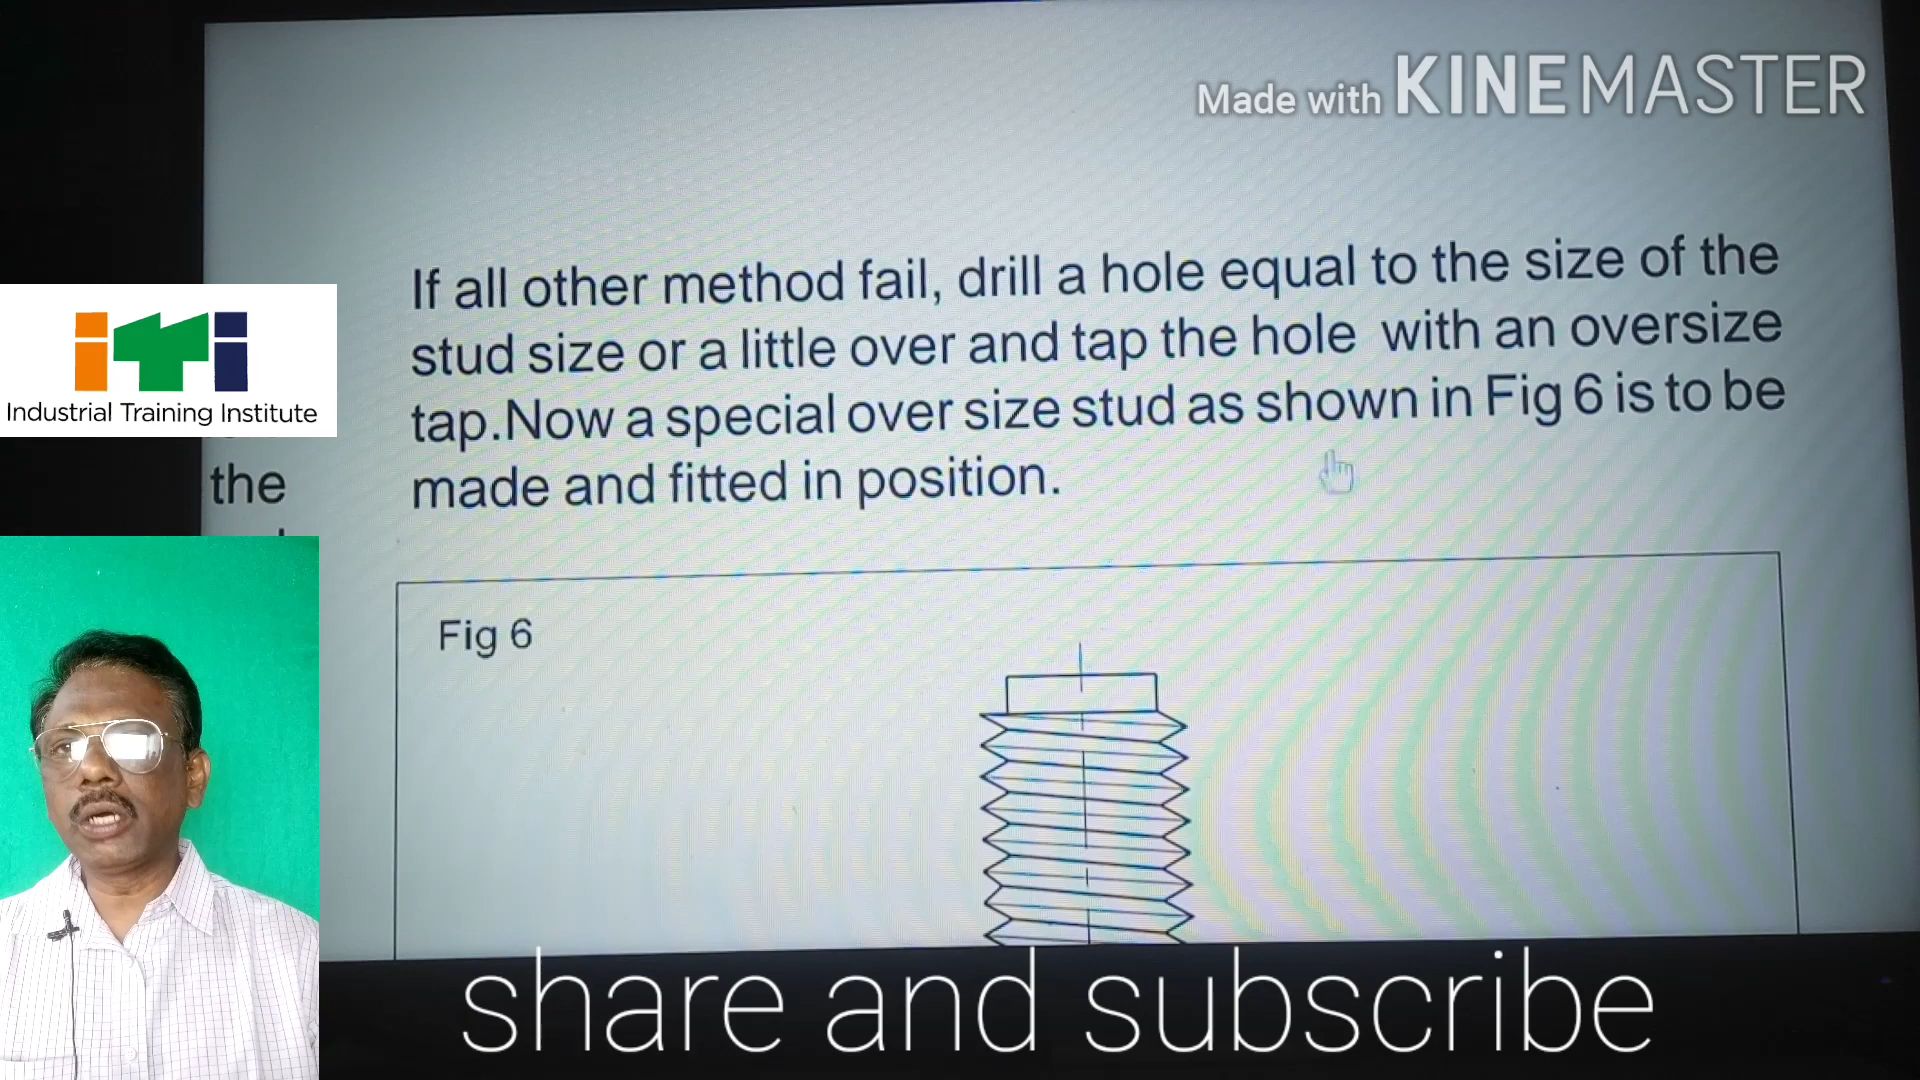 Made with KINEMASTER
If all other method fail, drill a hole equal to the size of the
stud size or a little over and tap the hole with an oversize
tap.Now a special over size stud as shown in Fig 6 is to be
made and fitted in position.
Industrial Training Institute
the
Fig 6
share and subscribe